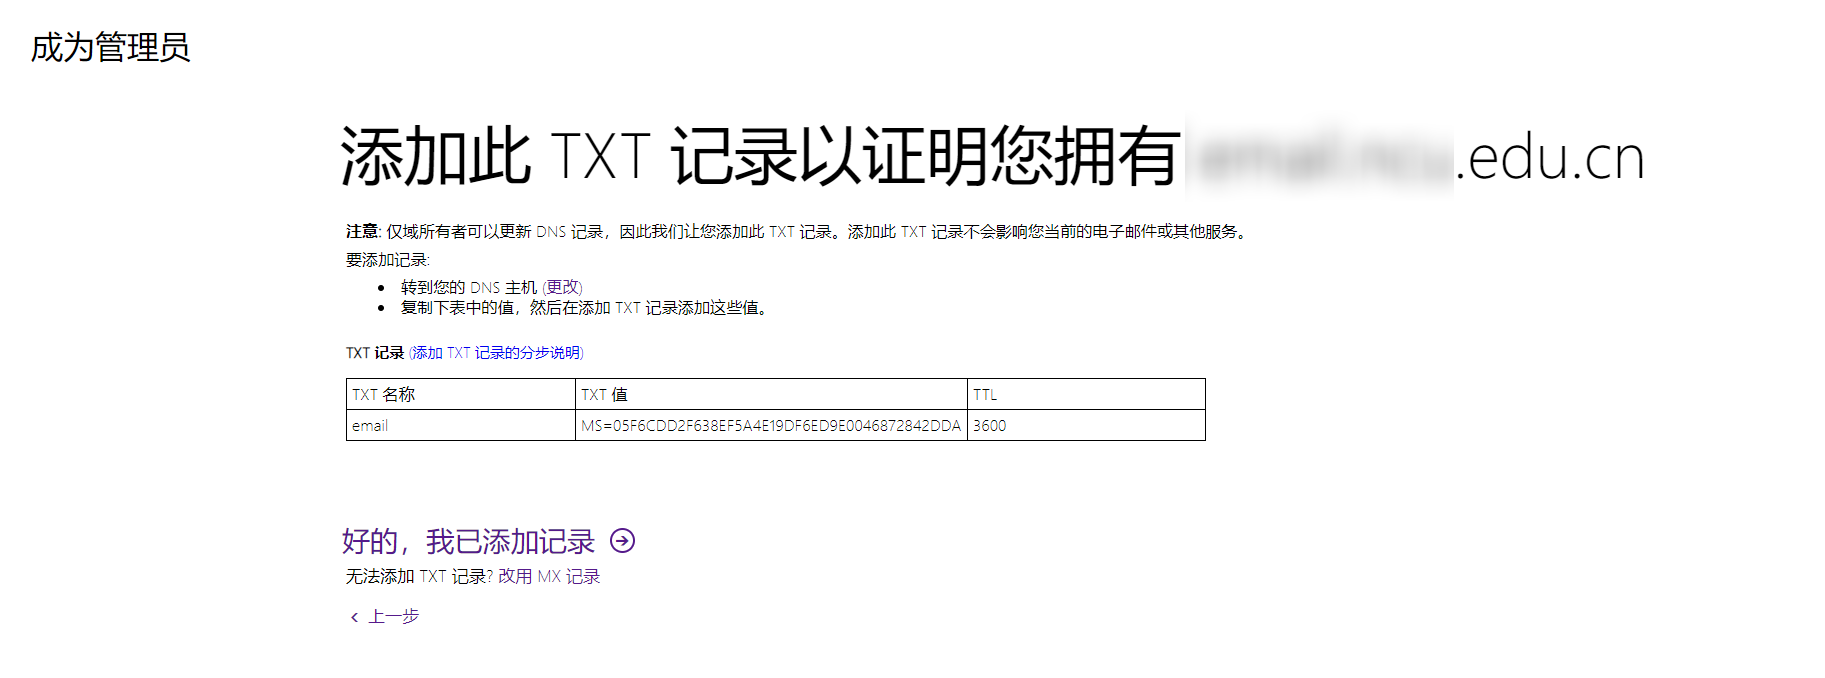 成为管理员
添加此 TXT 记录以证明您拥有 .edu.cn
注意: 仅域所有者可以更新 DNS 记录，因此我们让您添加此 TXT 记录。添加此 TXT 记录不会影响您当前的电子邮件或其他服务。
要添加记录:
• 转到您的 DNS 主机 (更改)
• 复制下表中的值，然后在添加 TXT 记录添加这些值。
TXT 记录 (添加 TXT 记录的分步说明)
TXT 名称 TXT 值 TTL
email MS=05F6CDD2F638EF5A4E19DF6ED9E0046872842DDA 3600
好的，我已添加记录
无法添加 TXT 记录? 改用 MX 记录
< 上一步